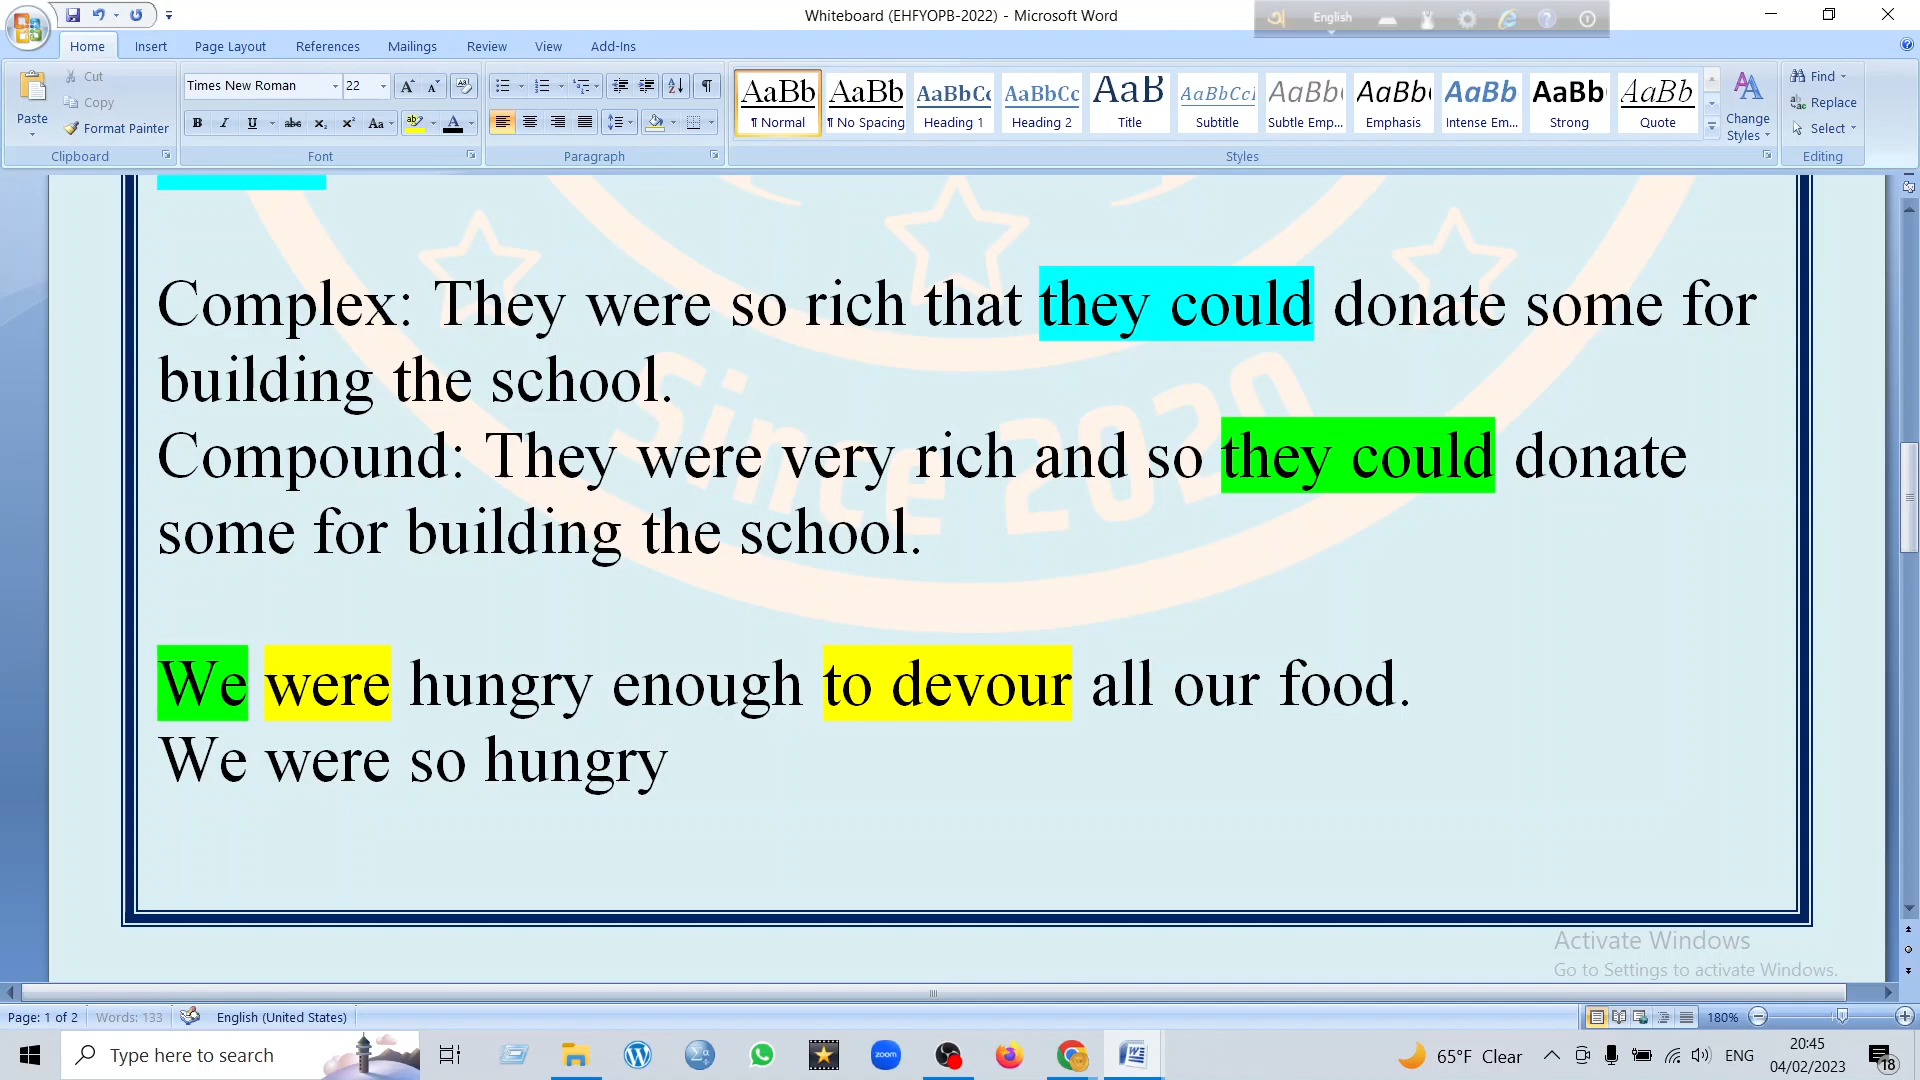 Whiteboard (EHFYOPB-2022) - Microsoft Word
English
Home Insert Page Layout References Mailings Review View Add-Ins
Cut
Copy
Format Painter
Paste
Clipboard
Times New Roman 22
Font
Paragraph
AaBb AaBb AaBbCc AaBbCc AaB AaBbCcI AaBb AaBb AaBb AaBb AaBb
¶ Normal ¶ No Spacing Heading 1 Heading 2 Title Subtitle Subtle Emp... Emphasis Intense Em... Strong Quote
Change
Styles
Styles
Find
Replace
Select
Editing
Complex: They were so rich that they could donate some for
building the school.
Compound: They were very rich and so they could donate
some for building the school.
Since 2020
We were hungry enough to devour all our food.
We were so hungry
Activate Windows
Go to Settings to activate Windows.
Page: 1 of 2 Words: 133 English (United States) 180%
Type here to search
zoom
65°F Clear
ENG
20:45
04/02/2023
18